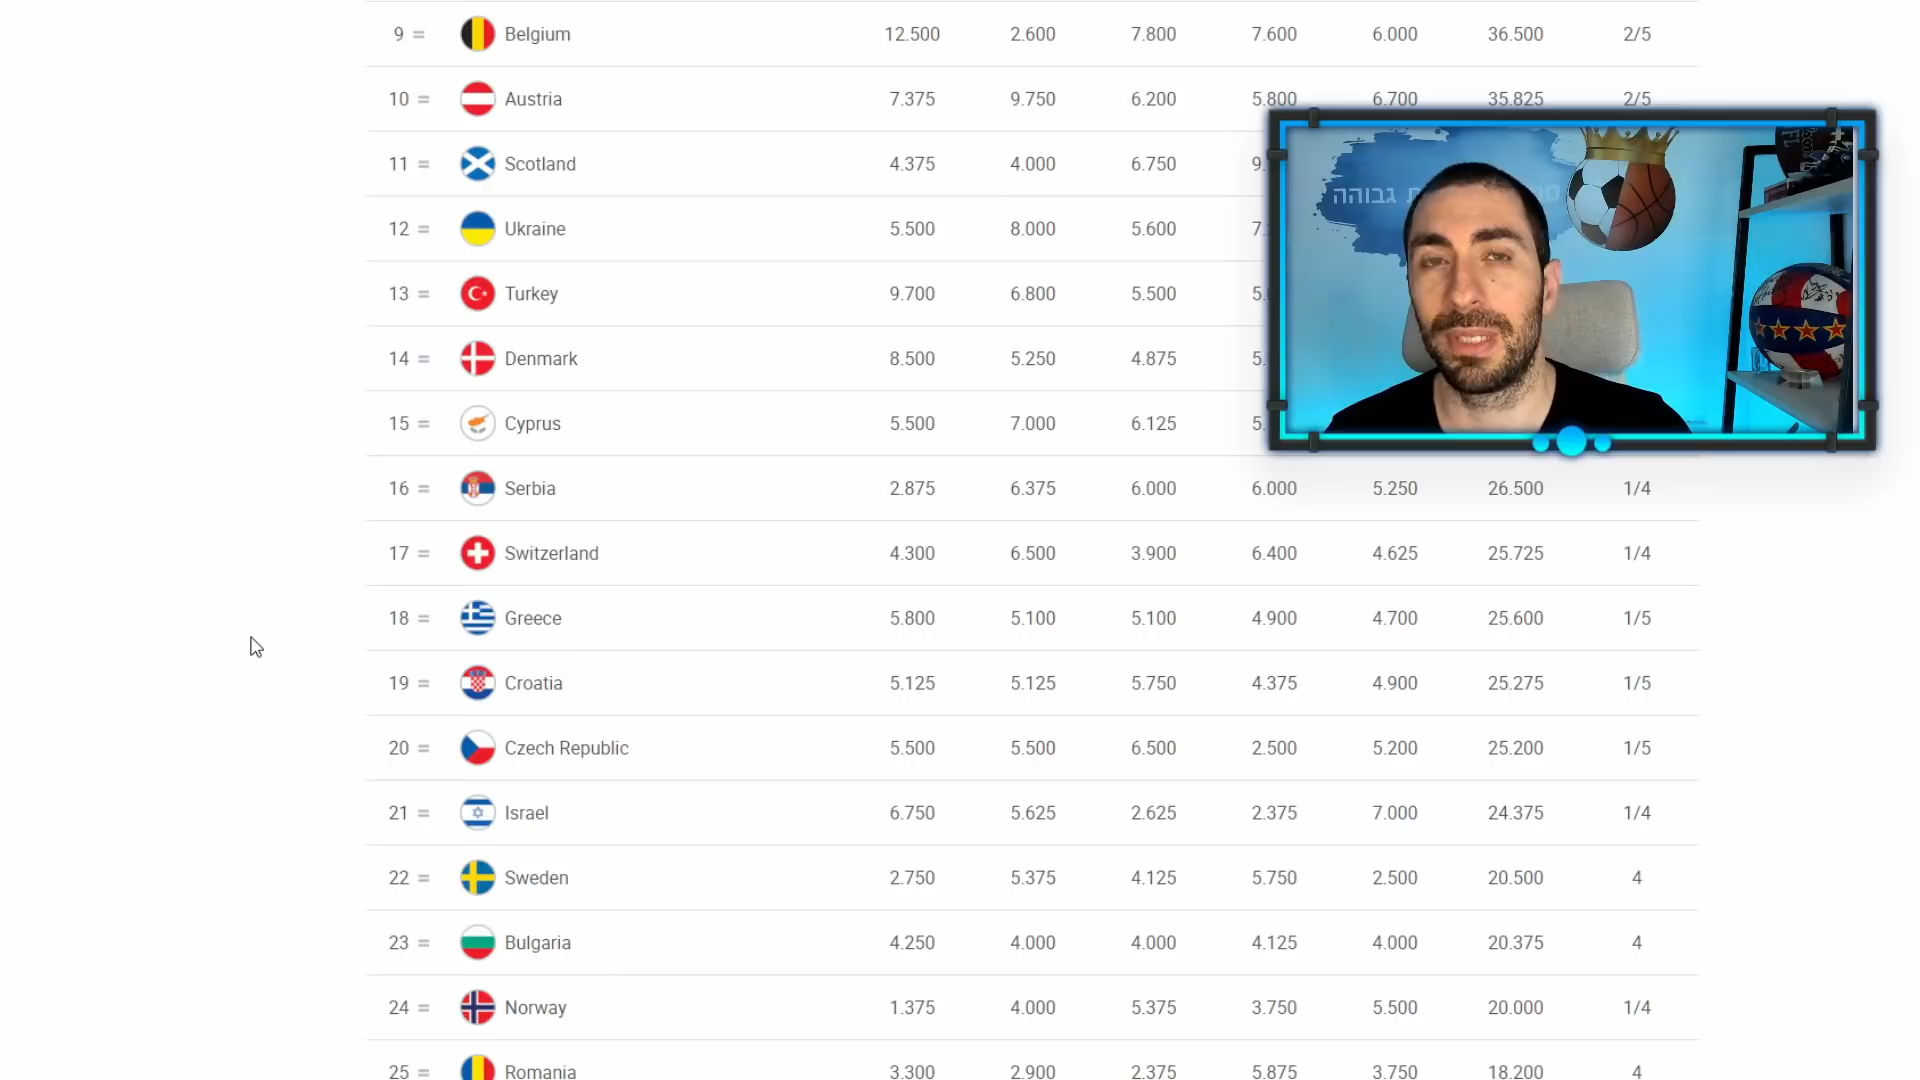 9 = Belgium 12.500 2.600 7.800 7.600 6.000 36.500 2/5
10 = Austria 7.375 9.750 6.200 5.800 6.700 35.825 2/5
11 = Scotland 4.375 4.000 6.750 9.
12 = Ukraine 5.500 8.000 5.600 7.
13 = Turkey 9.700 6.800 5.500 5.
14 = Denmark 8.500 5.250 4.875 5.
15 = Cyprus 5.500 7.000 6.125 5.
16 = Serbia 2.875 6.375 6.000 6.000 5.250 26.500 1/4
17 = Switzerland 4.300 6.500 3.900 6.400 4.625 25.725 1/4
18 = Greece 5.800 5.100 5.100 4.900 4.700 25.600 1/5
19 = Croatia 5.125 5.125 5.750 4.375 4.900 25.275 1/5
20 = Czech Republic 5.500 5.500 6.500 2.500 5.200 25.200 1/5
21 = Israel 6.750 5.625 2.625 2.375 7.000 24.375 1/4
22 = Sweden 2.750 5.375 4.125 5.750 2.500 20.500 4
23 = Bulgaria 4.250 4.000 4.000 4.125 4.000 20.375 4
24 = Norway 1.375 4.000 5.375 3.750 5.500 20.000 1/4
25 = Romania 3.300 2.900 2.375 5.875 3.750 18.200 4
גבוהה